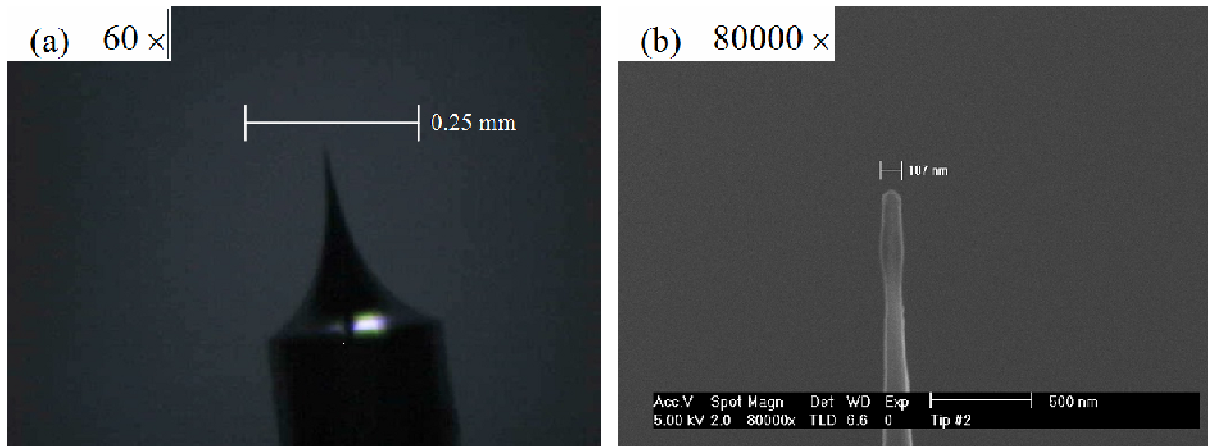 (a) 60 ×
0.25 mm
(b) 80000 ×
107 nm
Acc.V Spot Magn Det WD Exp
500 nm
5.00 kV 2.0 80000x TLD 6.6 0 Tip #2